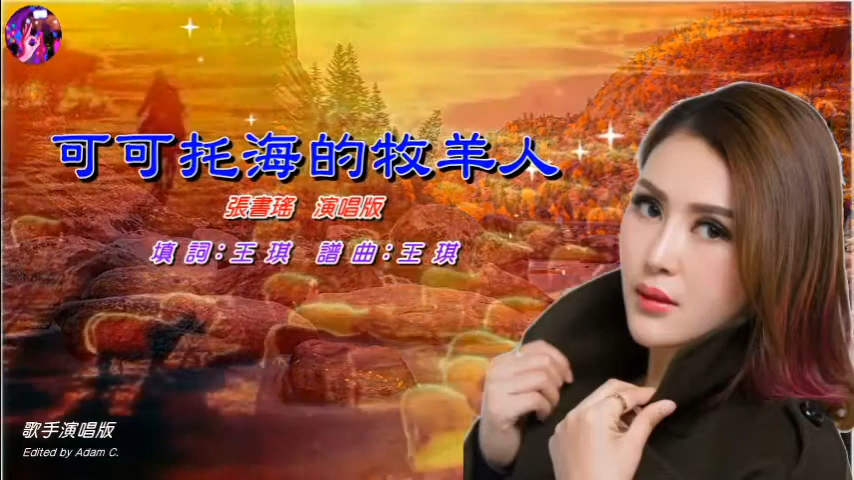 可可托海的牧羊人
張書瑤 演唱版
填 詞：王 琪 譜 曲：王 琪
歌手演唱版
Edited by Adam C.